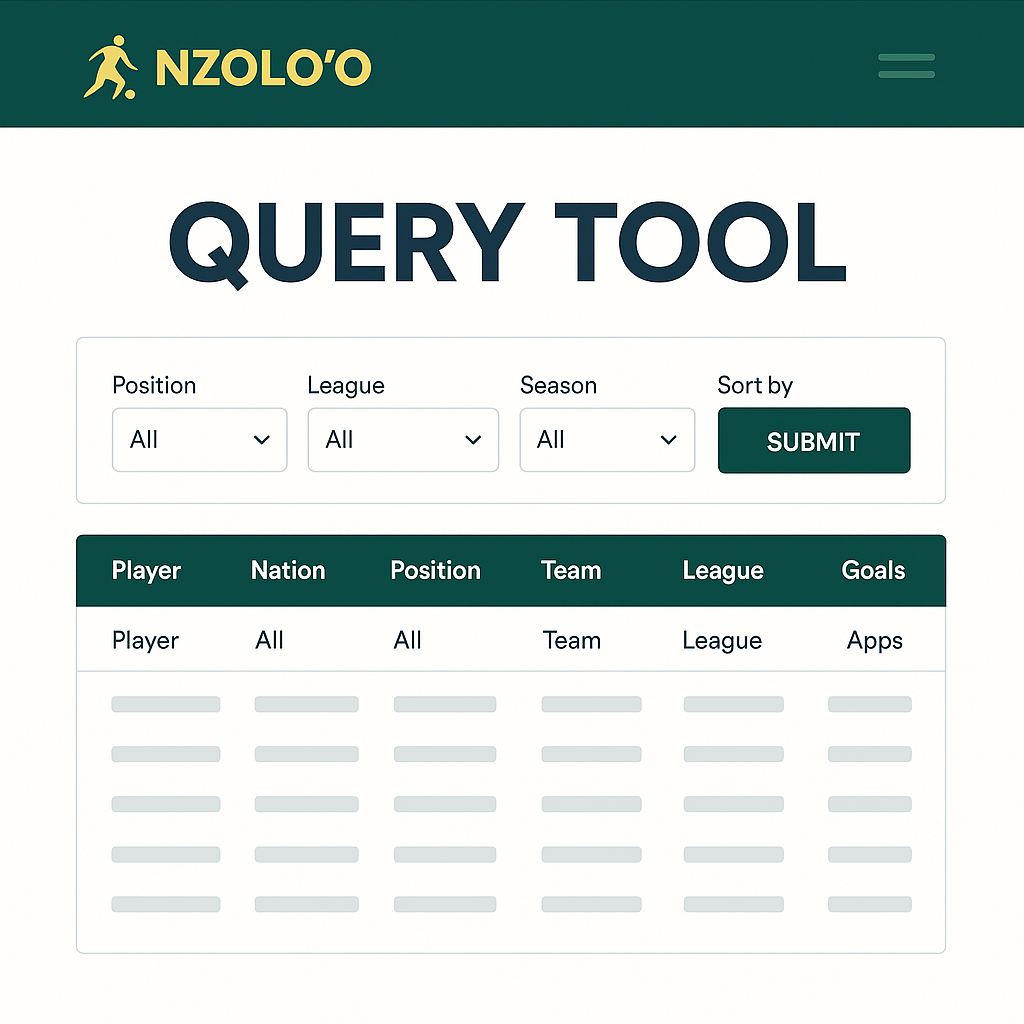 NZOLO’O
QUERY TOOL
Position League Season Sort by
All All All SUBMIT
Player Nation Position Team League Goals
Player All All Team League Apps